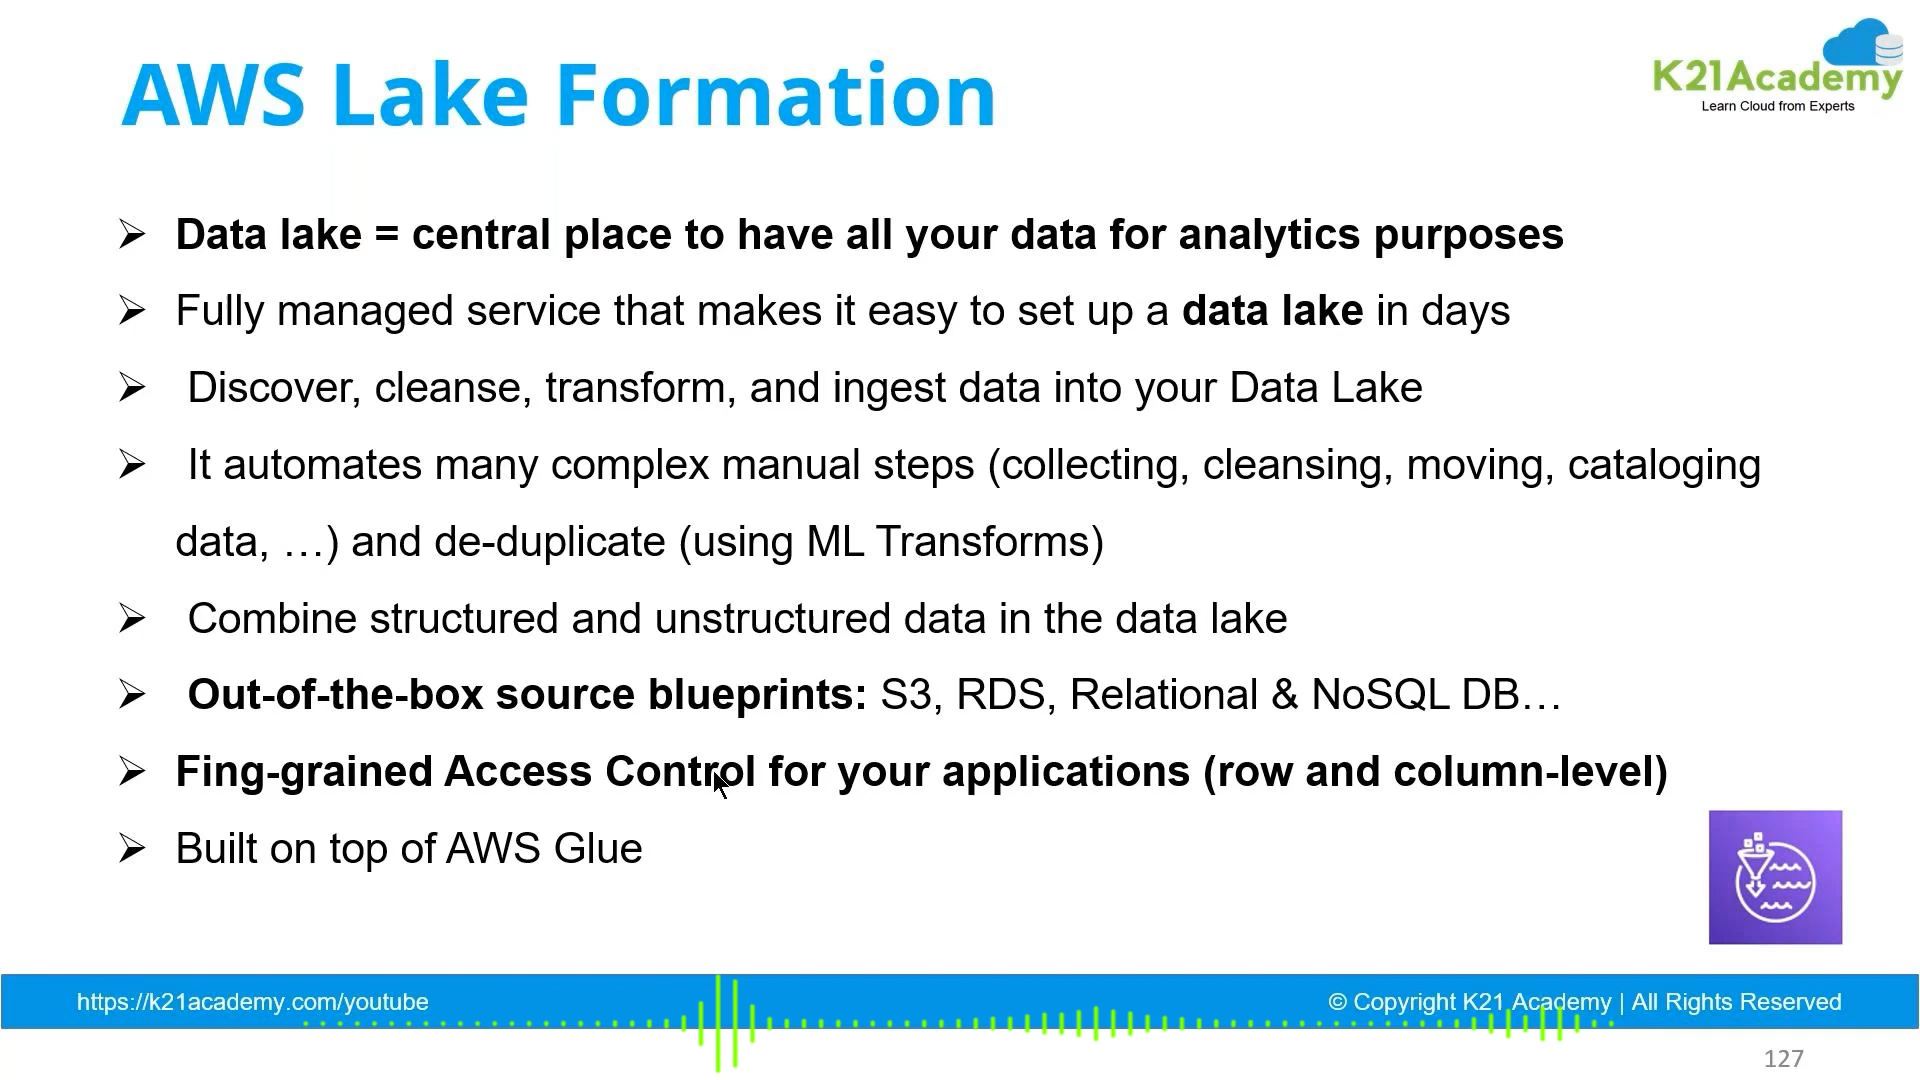 AWS Lake Formation
K21Academy
Learn Cloud from Experts
➢ Data lake = central place to have all your data for analytics purposes
➢ Fully managed service that makes it easy to set up a data lake in days
➢ Discover, cleanse, transform, and ingest data into your Data Lake
➢ It automates many complex manual steps (collecting, cleansing, moving, cataloging
data, …) and de-duplicate (using ML Transforms)
➢ Combine structured and unstructured data in the data lake
➢ Out-of-the-box source blueprints: S3, RDS, Relational & NoSQL DB…
➢ Fing-grained Access Control for your applications (row and column-level)
➢ Built on top of AWS Glue
https://k21academy.com/youtube
© Copyright K21 Academy | All Rights Reserved
127